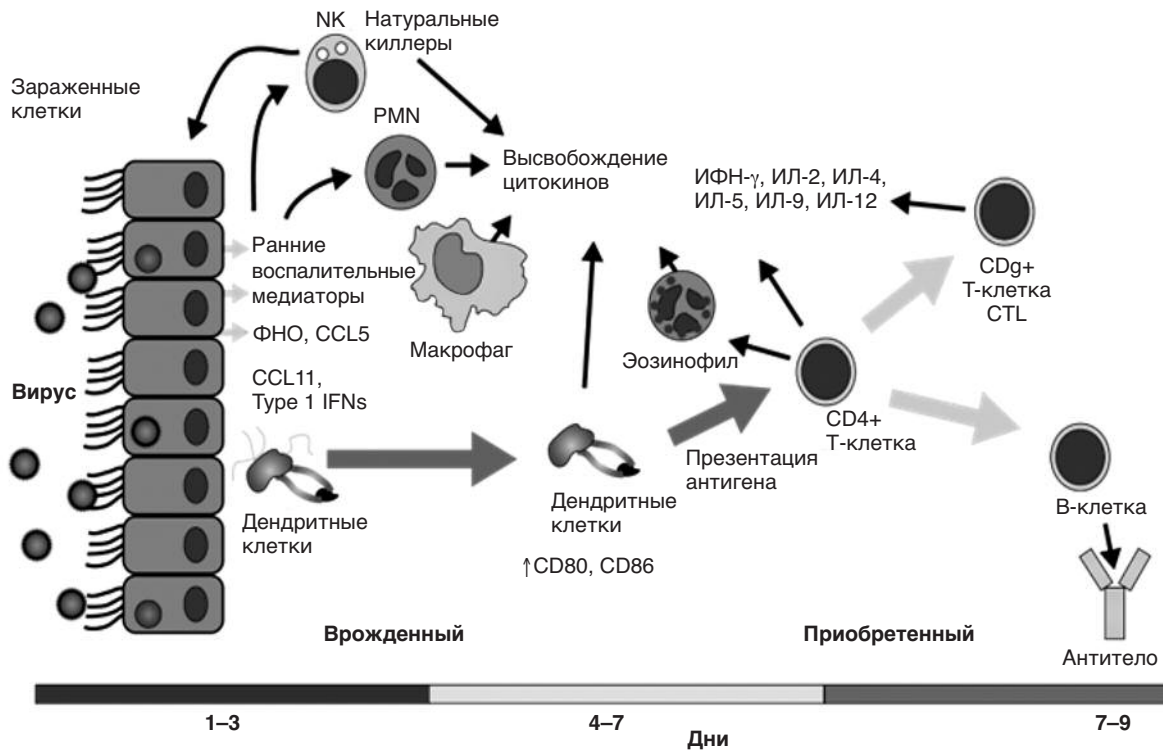 NK
Натуральные
киллеры
Зараженные
клетки
PMN
Высвобождение
цитокинов
ИФН-γ, ИЛ-2, ИЛ-4,
ИЛ-5, ИЛ-9, ИЛ-12
CDg+
Т-клетка
CTL
Ранние
воспалительные
медиаторы
ФНО, CCL5
Макрофаг
Эозинофил
CCL11,
Type 1 IFNs
Вирус
CD4+
Т-клетка
Презентация
антигена
Дендритные
клетки
Дендритные
клетки
↑CD80, CD86
В-клетка
Антитело
Врожденный
Приобретенный
1–3
4–7
7–9
Дни